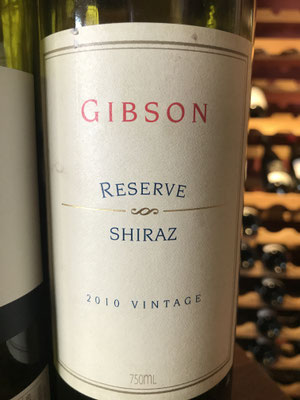 GIBSON
RESERVE
SHIRAZ
2010 VINTAGE
750ML